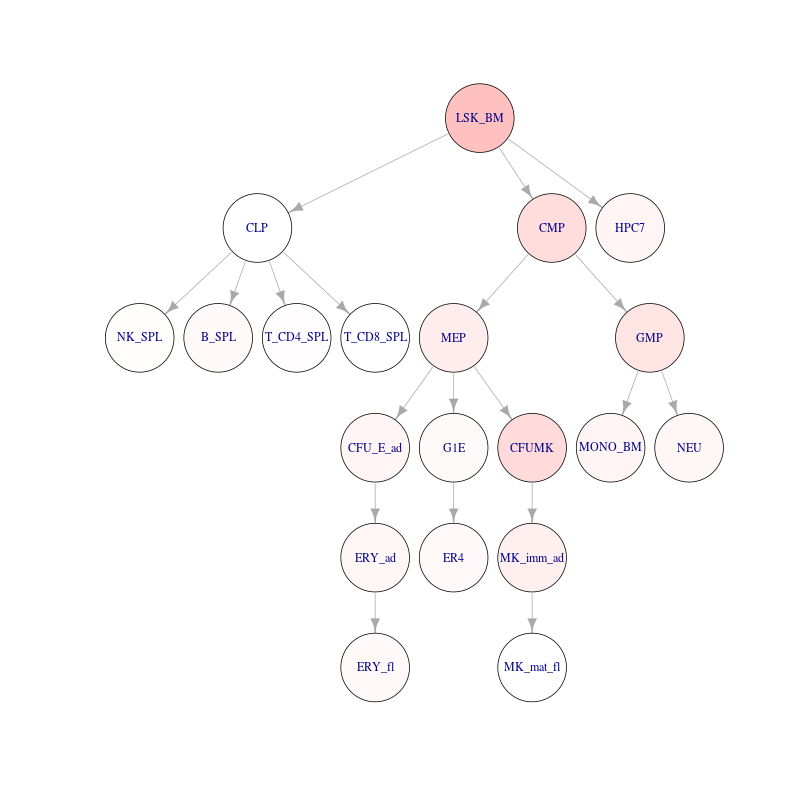 LSK_BM
CLP
CMP
HPC7
NK_SPL
B_SPL
T_CD4_SPL
T_CD8_SPL
MEP
GMP
CFU_E_ad
G1E
CFUMK
MONO_BM
NEU
ERY_ad
ER4
MK_imm_ad
ERY_fl
MK_mat_fl